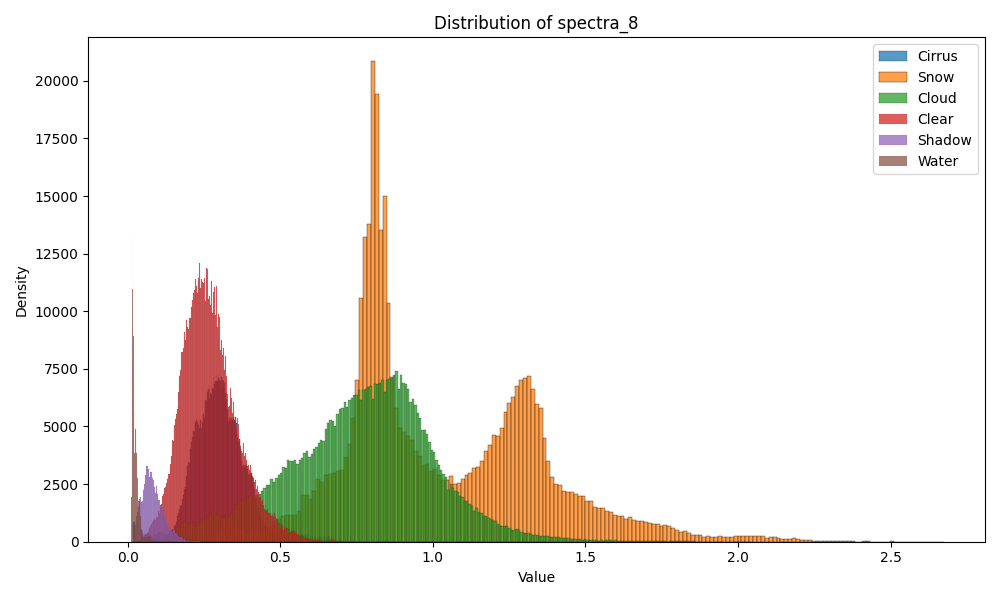 Distribution of spectra_8
Cirrus
Snow
Cloud
Clear
Shadow
Water
Density
20000
17500
15000
12500
10000
7500
5000
2500
0
0.0 0.5 1.0 1.5 2.0 2.5
Value